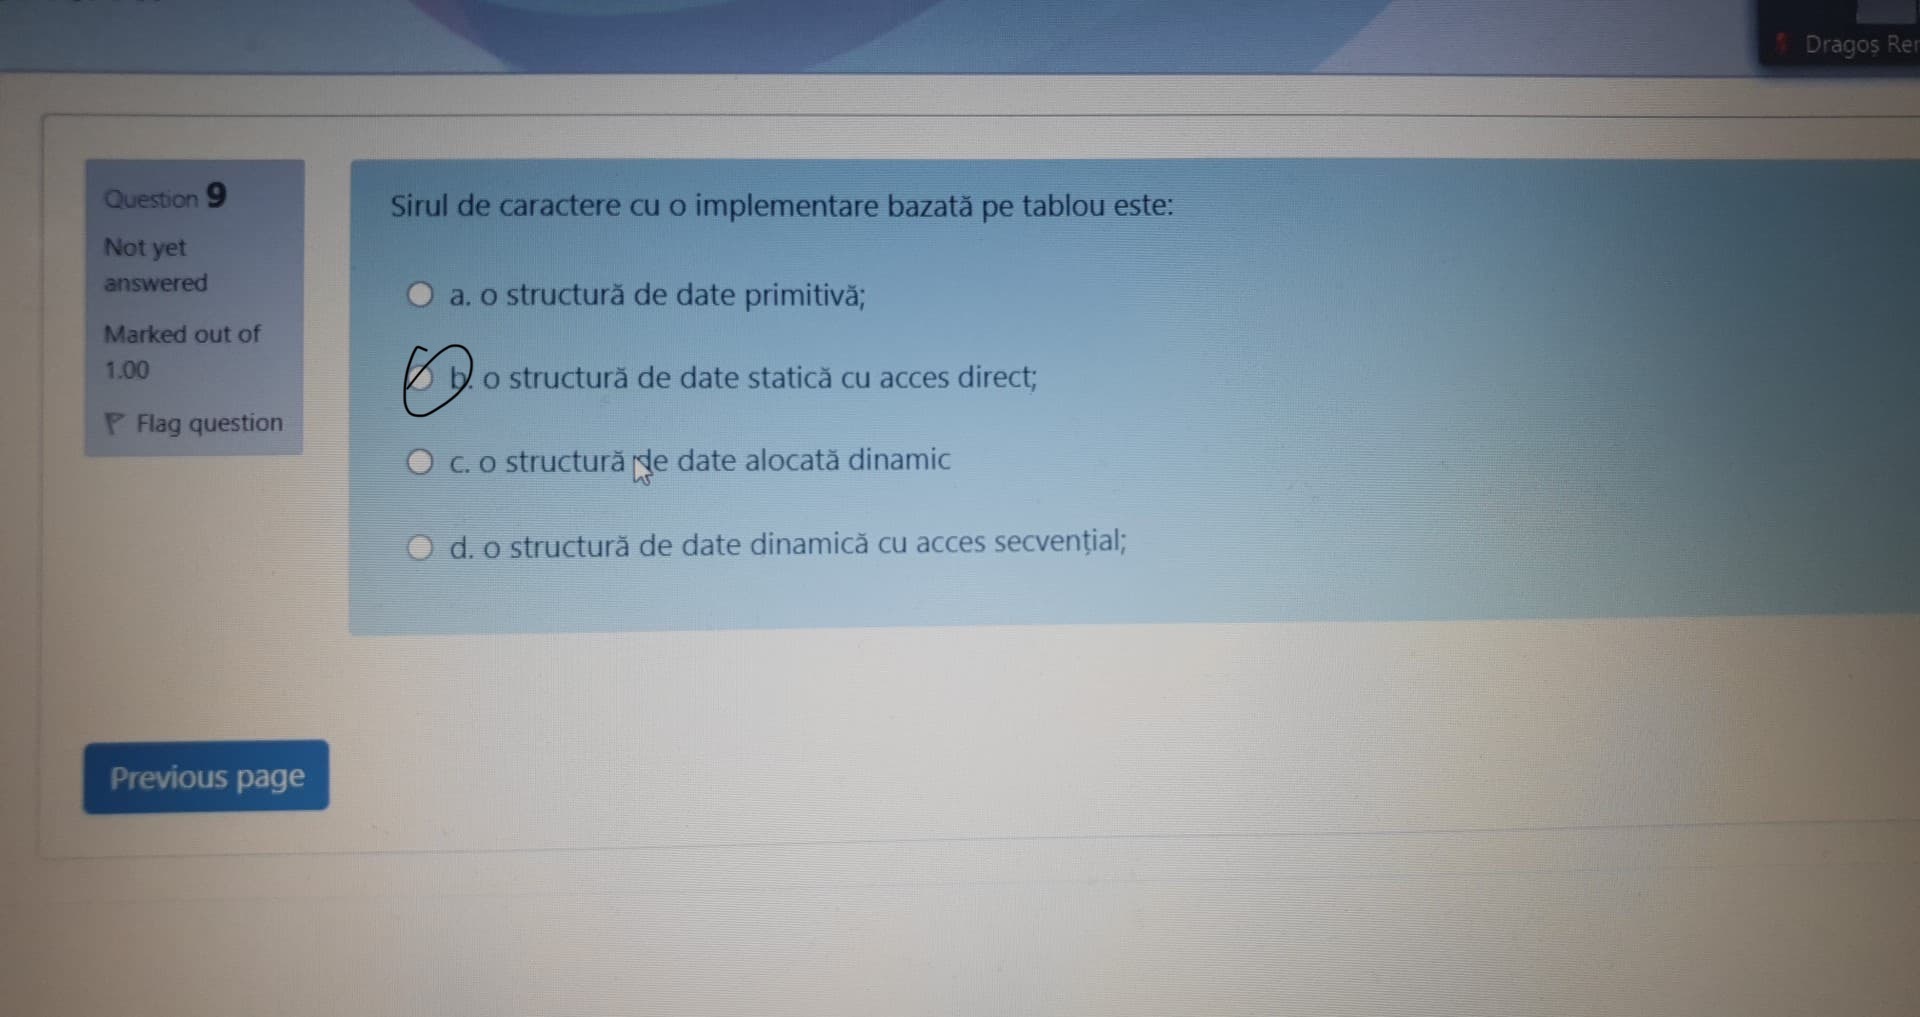 Dragoș Rer
Question 9
Not yet
answered
Marked out of
1.00
Flag question
Sirul de caractere cu o implementare bazată pe tablou este:
a. o structură de date primitivă;
b. o structură de date statică cu acces direct;
c. o structură de date alocată dinamic
d. o structură de date dinamică cu acces secvențial;
Previous page